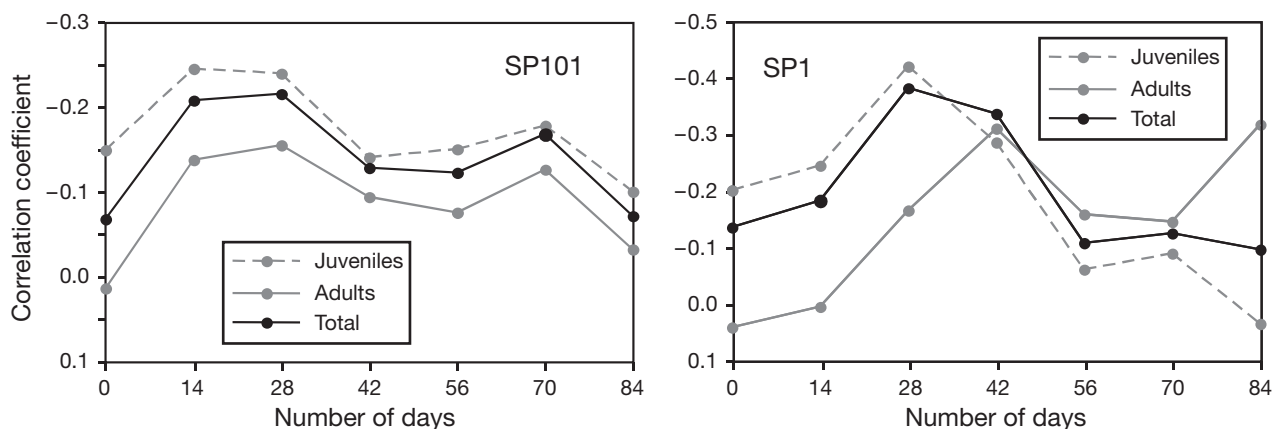 Correlation coefficient
−0.3
−0.2
−0.1
0.0
0.1
SP101
Juveniles
Adults
Total
0 14 28 42 56 70 84
Number of days
−0.5
−0.4
−0.3
−0.2
−0.1
0.0
0.1
SP1
Juveniles
Adults
Total
0 14 28 42 56 70 84
Number of days